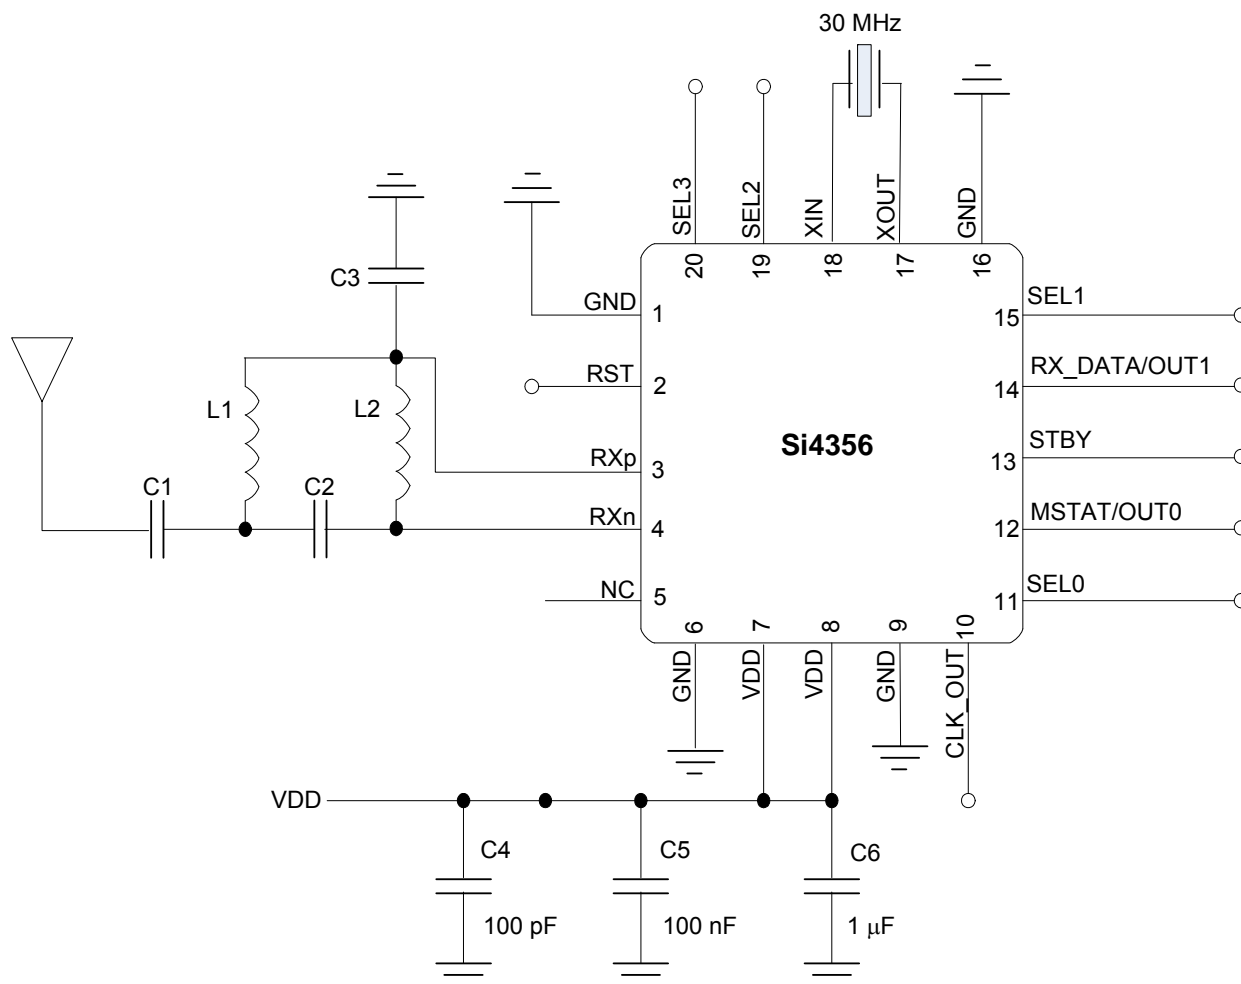 30 MHz
SEL3
SEL2
XIN
XOUT
GND
20
19
18
17
16
C3
GND
1
15
SEL1
RST
2
14
RX_DATA/OUT1
L1
L2
Si4356
RXp
3
13
STBY
C1
C2
RXn
4
12
MSTAT/OUT0
NC
5
11
SEL0
6
7
8
9
10
GND
VDD
VDD
GND
CLK_OUT
VDD
C4
C5
C6
100 pF
100 nF
1 μF